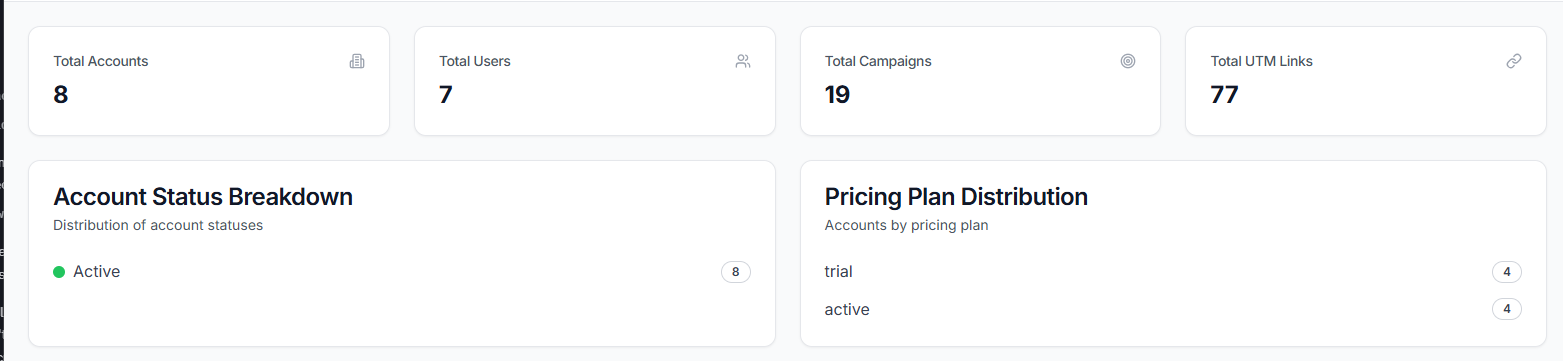 Total Accounts
8
Total Users
7
Total Campaigns
19
Total UTM Links
77
Account Status Breakdown
Distribution of account statuses
Active 8
Pricing Plan Distribution
Accounts by pricing plan
trial 4
active 4